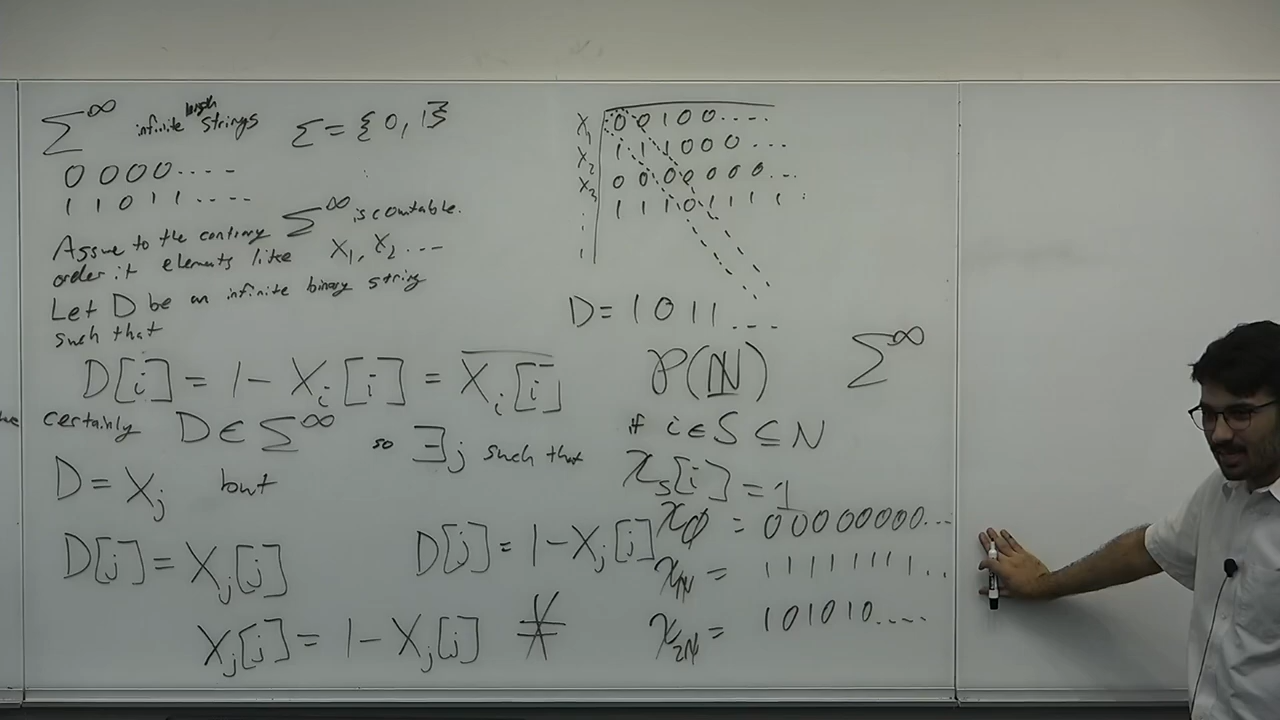 Σ^∞ infinite length strings Σ = {0, 1}
0 0 0 0 . . . .
1 1 0 1 1 . . . .
Assume to the contrary Σ^∞ is countable.
order it elements like X₁, X₂ ...
Let D be an infinite binary string
such that
D[i] = 1 - X_i[i] = \overline{X_i[i]}
certainly D ∈ Σ^∞ so ∃j such that
D = X_j but
D[j] = X_j[j] D[j] = 1 - X_j[j]
X_j[j] = 1 - X_j[j] ※
X₁ 0 0 1 0 0 . . . .
X₂ 1 1 1 0 0 0 . . .
X₃ 0 0 0 0 0 0 0 . . .
⋮ 1 1 1 0 1 1 1 1 . .
D = 1 0 1 1 . . .
P(ℕ) Σ^∞
if i ∈ S ⊆ N
χ_S[i] = 1
χ_∅ = 0 0 0 0 0 0 0 0 ...
χ_ℕ = 1 1 1 1 1 1 1 1 . .
χ_{2ℕ} = 1 0 1 0 1 0 . . . .